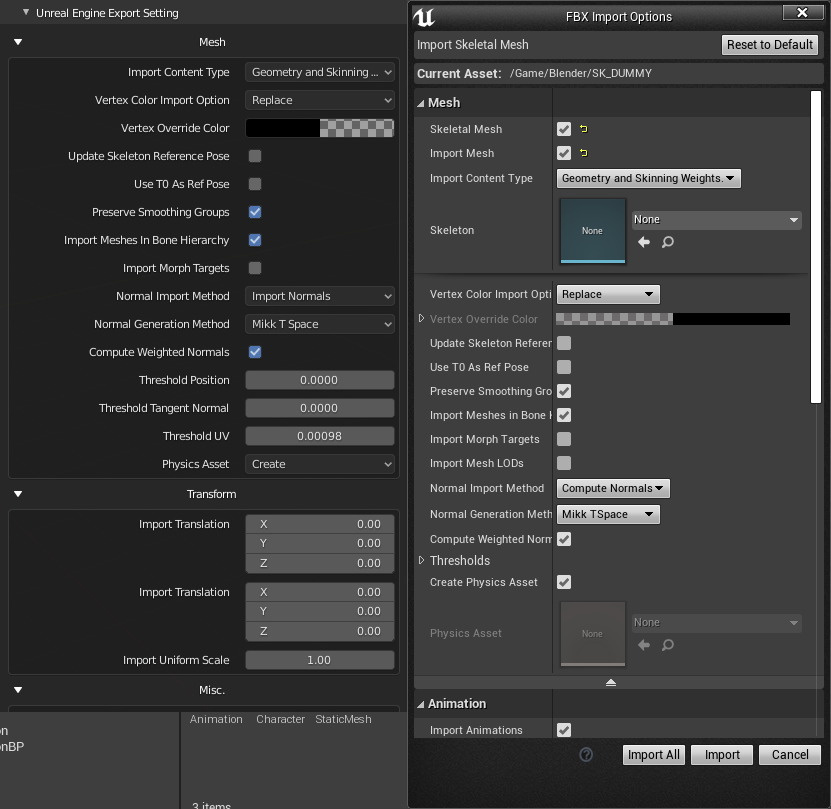 Unreal Engine Export Setting
Mesh
Import Content Type Geometry and Skinning ...
Vertex Color Import Option Replace
Vertex Override Color
Update Skeleton Reference Pose
Use T0 As Ref Pose
Preserve Smoothing Groups
Import Meshes In Bone Hierarchy
Import Morph Targets
Normal Import Method Import Normals
Normal Generation Method Mikk T Space
Compute Weighted Normals
Threshold Position 0.0000
Threshold Tangent Normal 0.0000
Threshold UV 0.00098
Physics Asset Create
Transform
Import Translation X 0.00
Y 0.00
Z 0.00
Import Translation X 0.00
Y 0.00
Z 0.00
Import Uniform Scale 1.00
Misc.
on
onBP
Animation Character StaticMesh
3 items
FBX Import Options
Import Skeletal Mesh Reset to Default
Current Asset: /Game/Blender/SK_DUMMY
Mesh
Skeletal Mesh
Import Mesh
Import Content Type Geometry and Skinning Weights.
Skeleton None None
Vertex Color Import Opti Replace
Vertex Override Color
Update Skeleton Referer
Use T0 As Ref Pose
Preserve Smoothing Gro
Import Meshes in Bone H
Import Morph Targets
Import Mesh LODs
Normal Import Method Compute Normals
Normal Generation Meth Mikk TSpace
Compute Weighted Norm
Thresholds
Create Physics Asset
Physics Asset None None
Animation
Import Animations
? Import All Import Cancel